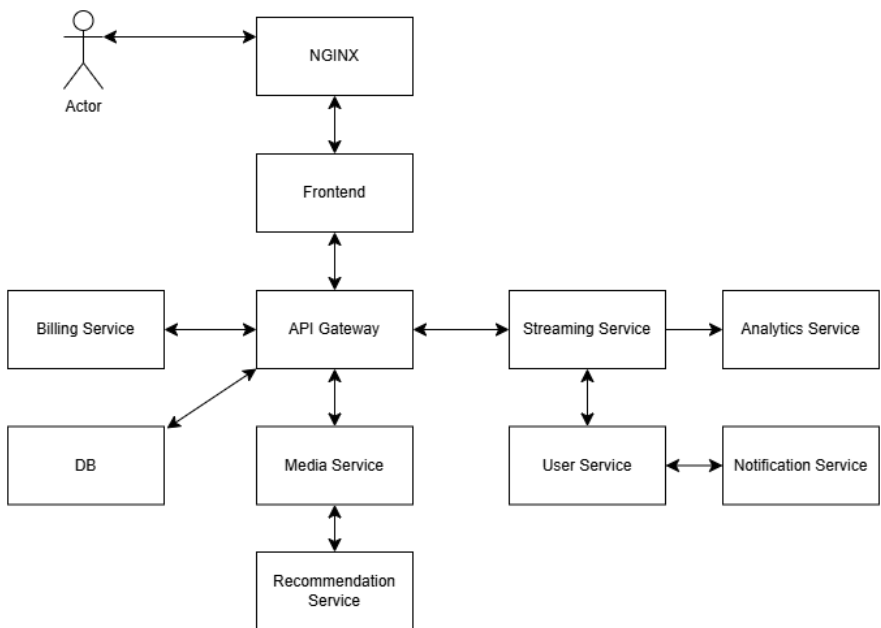 Actor
NGINX
Frontend
Billing Service
API Gateway
Streaming Service
Analytics Service
DB
Media Service
User Service
Notification Service
Recommendation
Service